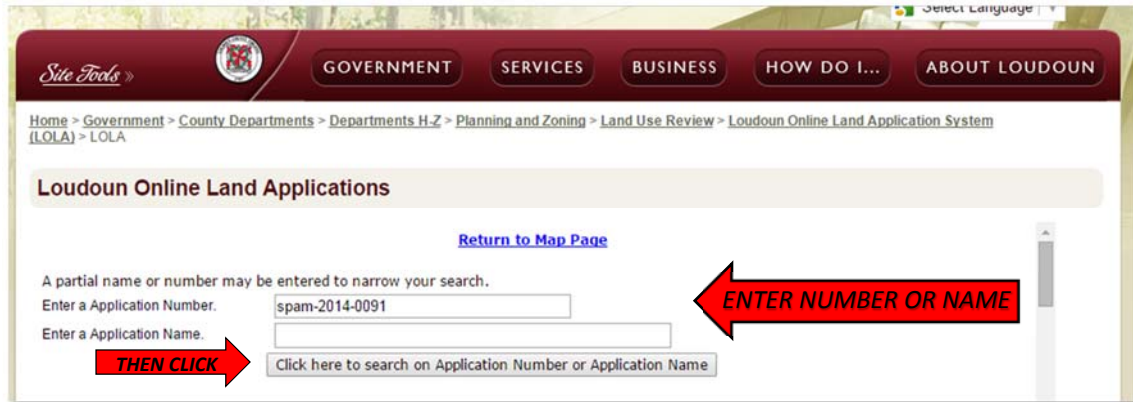 Select Language
Site Tools »
GOVERNMENT
SERVICES
BUSINESS
HOW DO I...
ABOUT LOUDOUN
Home > Government > County Departments > Departments H-Z > Planning and Zoning > Land Use Review > Loudoun Online Land Application System
(LOLA) > LOLA
Loudoun Online Land Applications
Return to Map Page
A partial name or number may be entered to narrow your search.
Enter a Application Number.
spam-2014-0091
ENTER NUMBER OR NAME
Enter a Application Name.
THEN CLICK
Click here to search on Application Number or Application Name